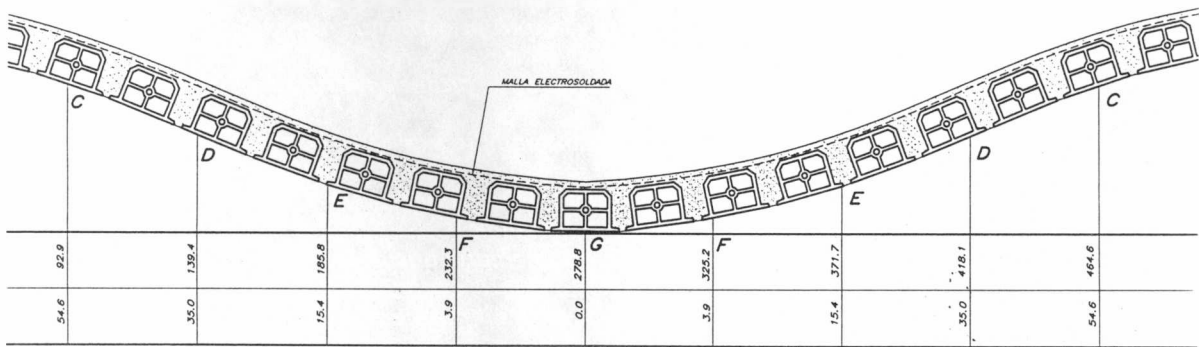 MALLA ELECTROSOLDADA
C
C
D
D
E
E
F
G
F
92.9
139.4
185.8
232.3
278.8
325.2
371.7
418.1
464.6
54.6
35.0
15.4
3.9
0.0
3.9
15.4
35.0
54.6